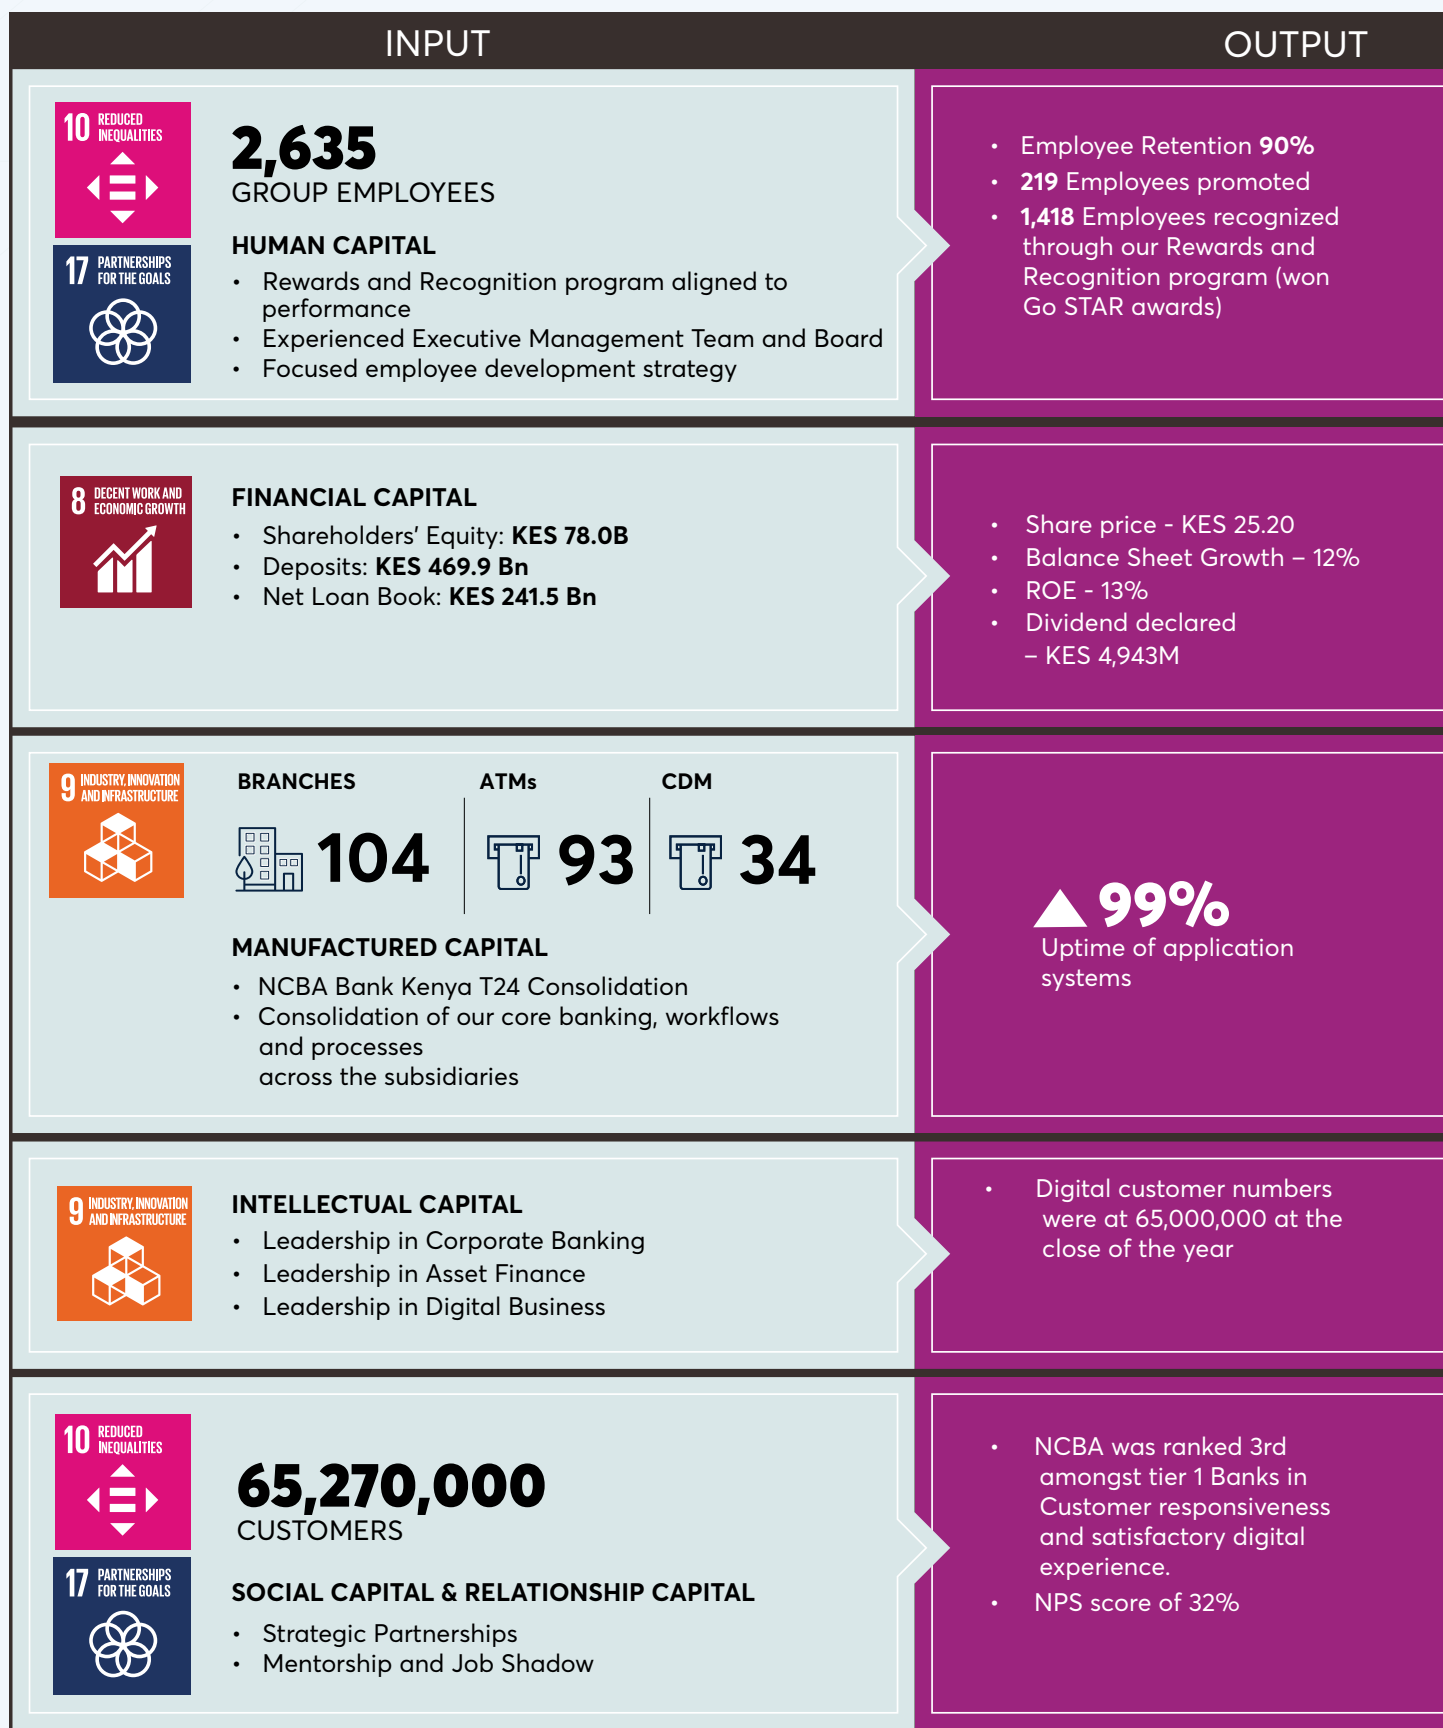 INPUT
OUTPUT
10 REDUCED
INEQUALITIES
2,635
GROUP EMPLOYEES
17 PARTNERSHIPS
FOR THE GOALS
HUMAN CAPITAL
• Rewards and Recognition program aligned to
performance
• Experienced Executive Management Team and Board
• Focused employee development strategy
• Employee Retention 90%
• 219 Employees promoted
• 1,418 Employees recognized
through our Rewards and
Recognition program (won
Go STAR awards)
8 DECENT WORK AND
ECONOMIC GROWTH
FINANCIAL CAPITAL
• Shareholders’ Equity: KES 78.0B
• Deposits: KES 469.9 Bn
• Net Loan Book: KES 241.5 Bn
• Share price - KES 25.20
• Balance Sheet Growth – 12%
• ROE - 13%
• Dividend declared
– KES 4,943M
9 INDUSTRY, INNOVATION
AND INFRASTRUCTURE
BRANCHES
104
ATMs
93
CDM
34
MANUFACTURED CAPITAL
• NCBA Bank Kenya T24 Consolidation
• Consolidation of our core banking, workflows
and processes
across the subsidiaries
99%
Uptime of application
systems
9 INDUSTRY, INNOVATION
AND INFRASTRUCTURE
INTELLECTUAL CAPITAL
• Leadership in Corporate Banking
• Leadership in Asset Finance
• Leadership in Digital Business
• Digital customer numbers
were at 65,000,000 at the
close of the year
10 REDUCED
INEQUALITIES
65,270,000
CUSTOMERS
17 PARTNERSHIPS
FOR THE GOALS
SOCIAL CAPITAL & RELATIONSHIP CAPITAL
• Strategic Partnerships
• Mentorship and Job Shadow
• NCBA was ranked 3rd
amongst tier 1 Banks in
Customer responsiveness
and satisfactory digital
experience.
• NPS score of 32%